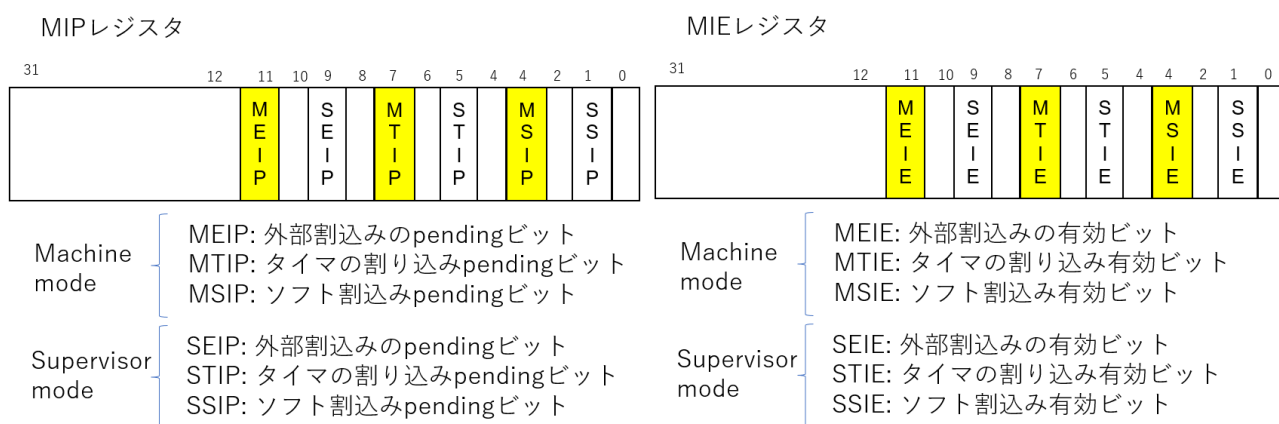 MIPレジスタ
31 12 11 10 9 8 7 6 5 4 4 2 1 0
MEIP SEIP MTIP STIP MSIP SSIP
Machine mode
MEIP: 外部割込みのpendingビット
MTIP: タイマの割り込みpendingビット
MSIP: ソフト割込みpendingビット
Supervisor mode
SEIP: 外部割込みのpendingビット
STIP: タイマの割り込みpendingビット
SSIP: ソフト割込みpendingビット
MIEレジスタ
31 12 11 10 9 8 7 6 5 4 4 2 1 0
MEIE SEIE MTIE STIE MSIE SSIE
Machine mode
MEIE: 外部割込みの有効ビット
MTIE: タイマの割り込み有効ビット
MSIE: ソフト割込み有効ビット
Supervisor mode
SEIE: 外部割込みの有効ビット
STIE: タイマの割り込み有効ビット
SSIE: ソフト割込み有効ビット